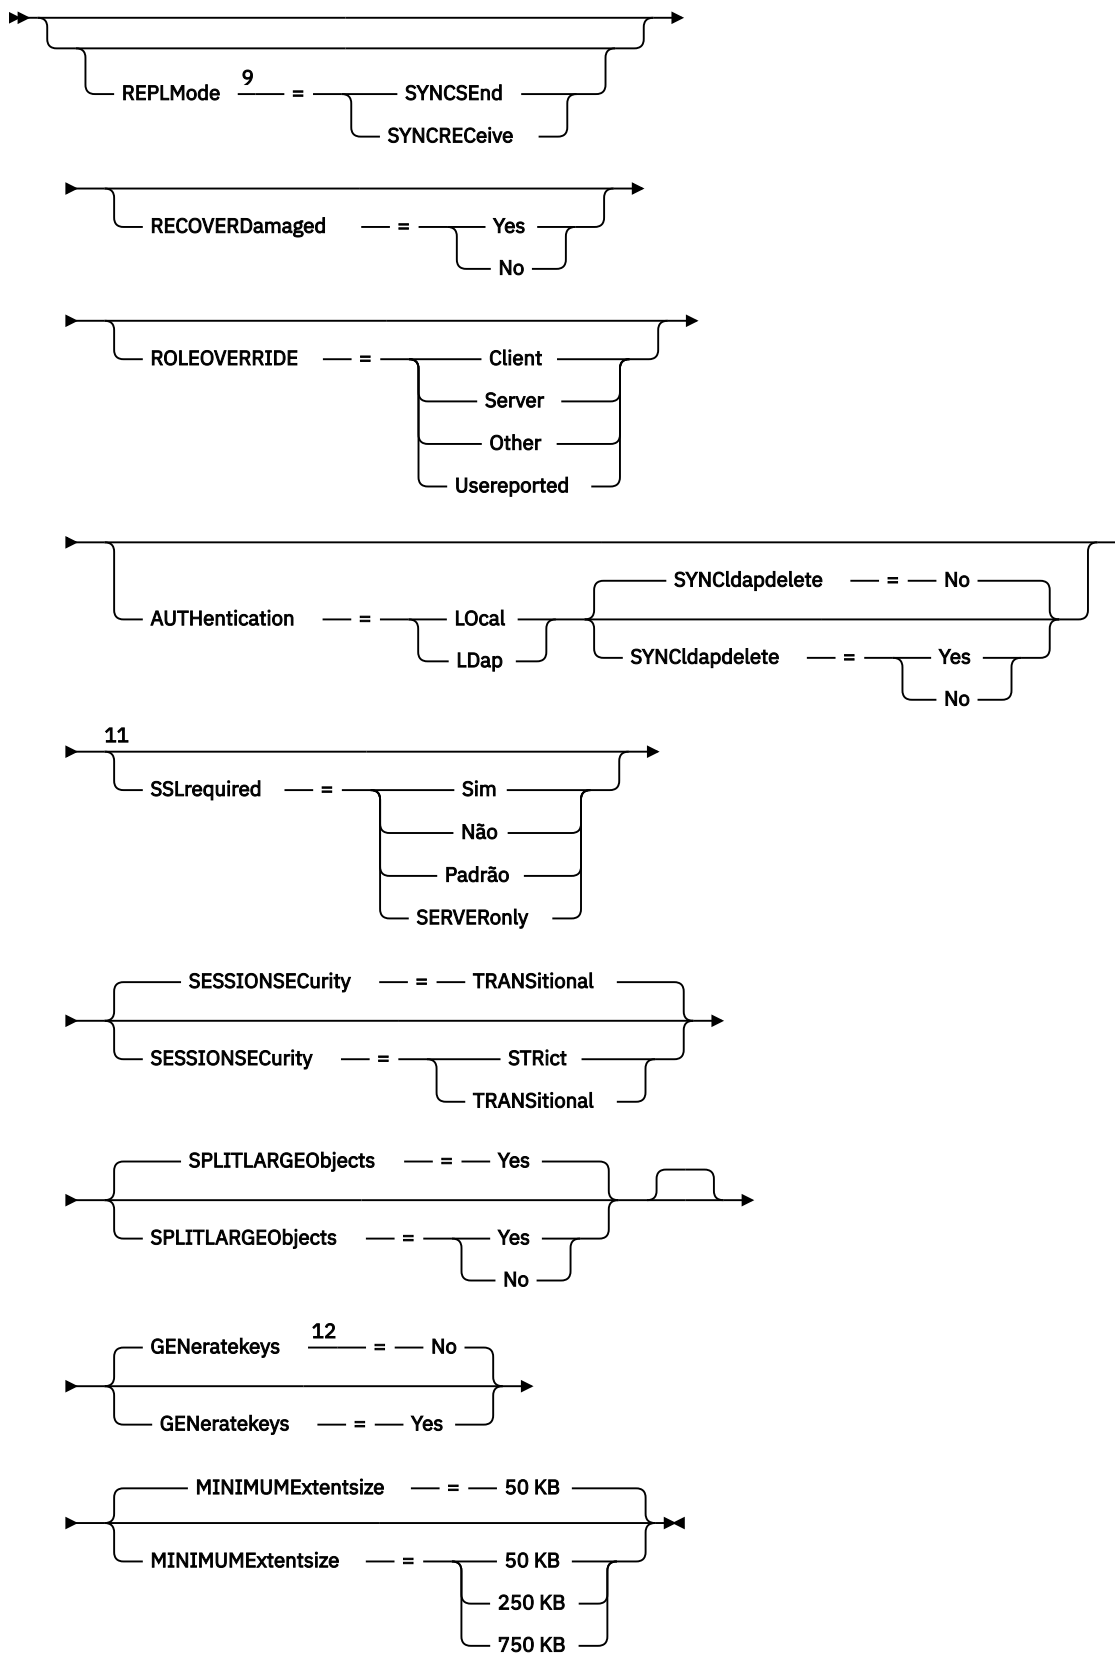 9
REPLMode = SYNCSEnd
SYNCRECeive
RECOVERDamaged = Yes
No
ROLEOVERRIDE = Client
Server
Other
Usereported
SYNCldapdelete = No
AUTHentication = LOcal
LDap
SYNCldapdelete = Yes
No
11
SSLrequired = Sim
Não
Padrão
SERVERonly
SESSIONSECurity = TRANSitional
SESSIONSECurity = STRict
TRANSitional
SPLITLARGEObjects = Yes
SPLITLARGEObjects = Yes
No
12
GENeratekeys = No
GENeratekeys = Yes
MINIMUMExtentsize = 50 KB
MINIMUMExtentsize = 50 KB
250 KB
750 KB